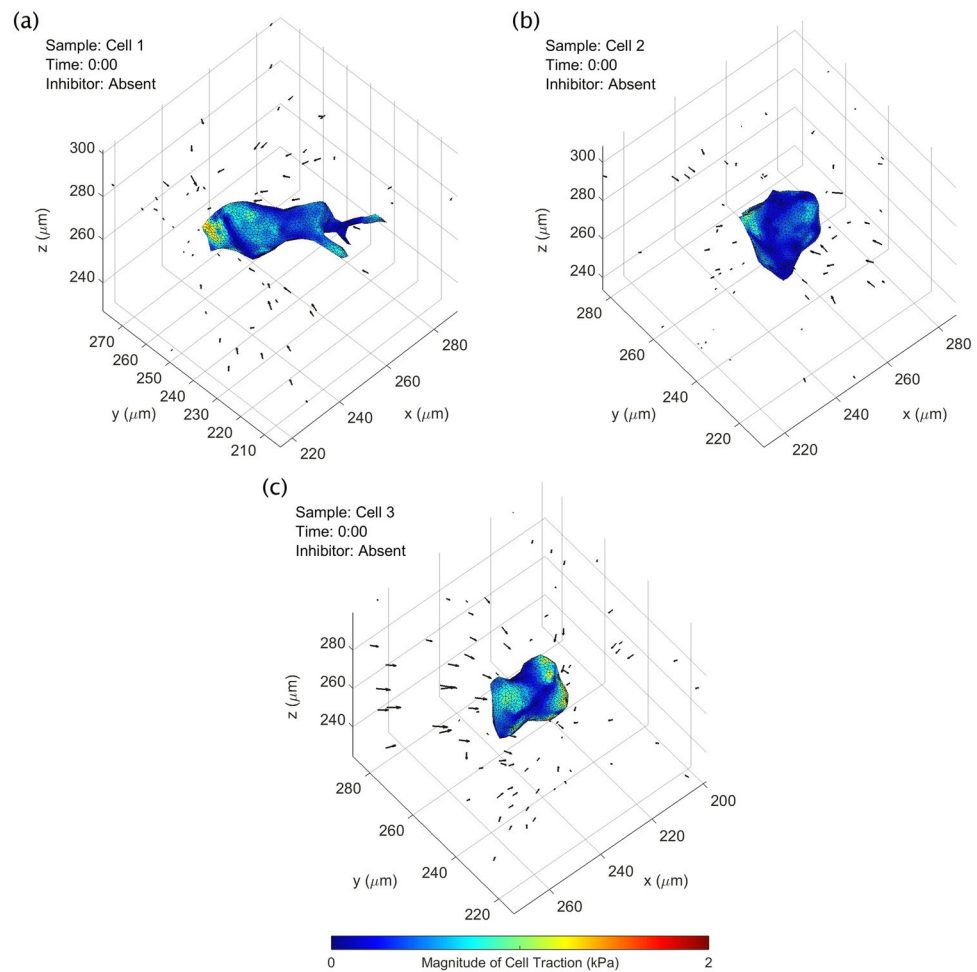 (a)
Sample: Cell 1
Time: 0:00
Inhibitor: Absent
300
280
260
240
z (μm)
270
260
250
240
230
220
210
y (μm)
220
240
260
280
x (μm)
(b)
Sample: Cell 2
Time: 0:00
Inhibitor: Absent
300
280
260
240
z (μm)
280
260
240
220
y (μm)
220
240
260
280
x (μm)
(c)
Sample: Cell 3
Time: 0:00
Inhibitor: Absent
280
260
240
z (μm)
280
260
240
220
y (μm)
260
240
220
200
x (μm)
0
Magnitude of Cell Traction (kPa)
2